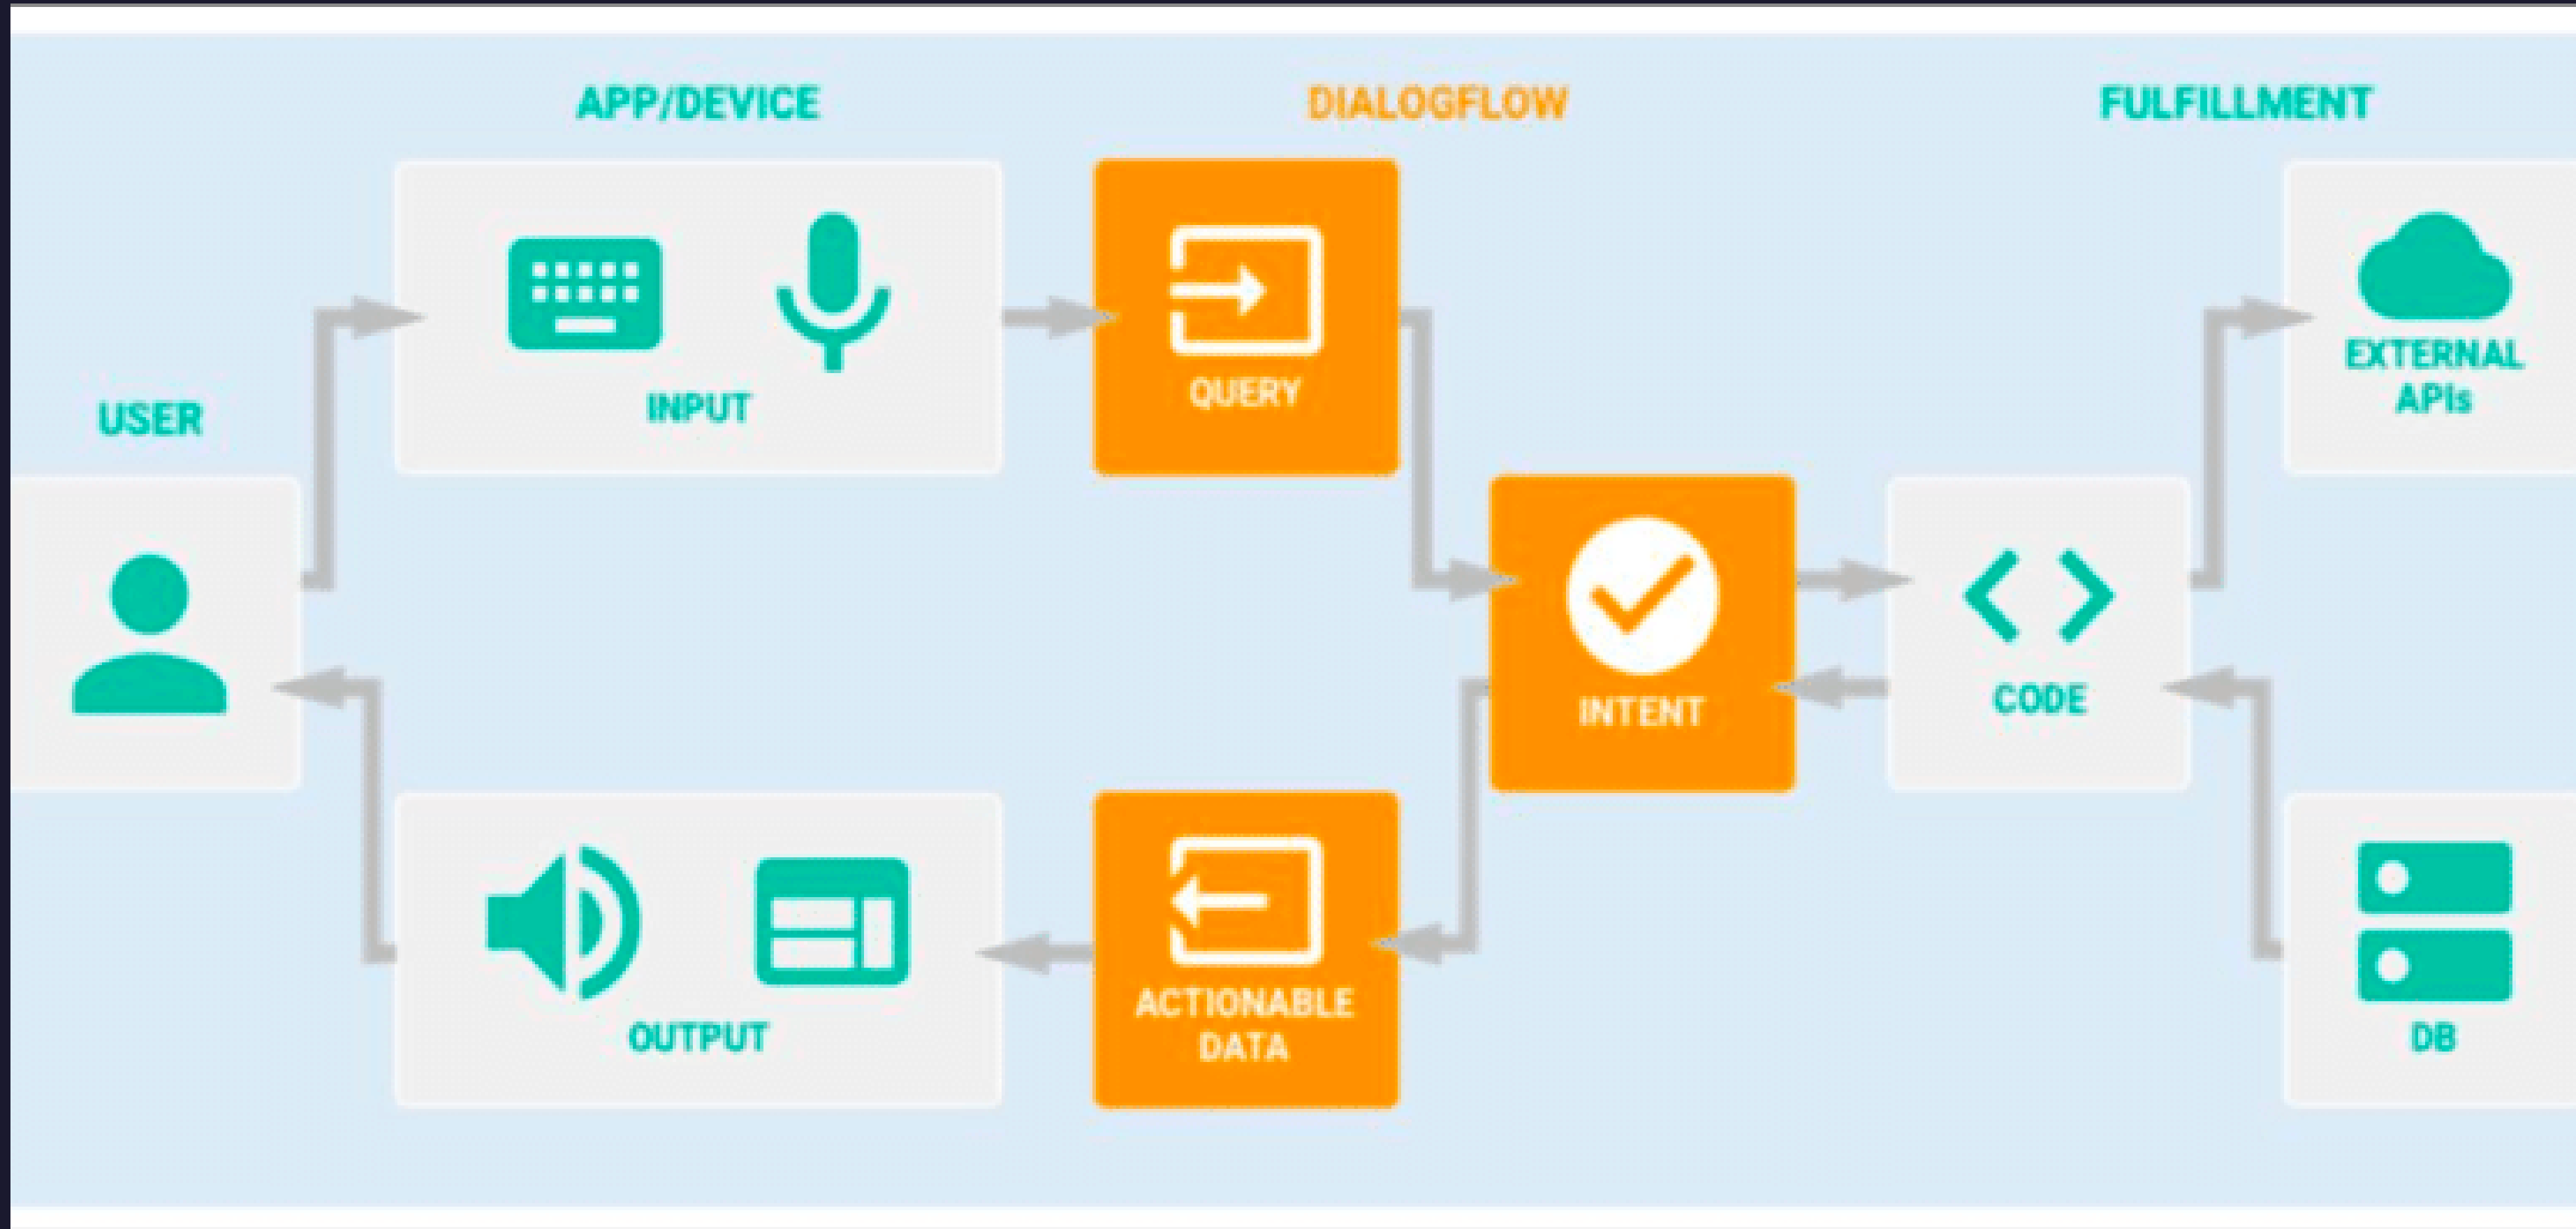 APP/DEVICE
DIALOGFLOW
FULFILLMENT
USER
INPUT
QUERY
EXTERNAL
APIs
INTENT
CODE
OUTPUT
ACTIONABLE
DATA
DB